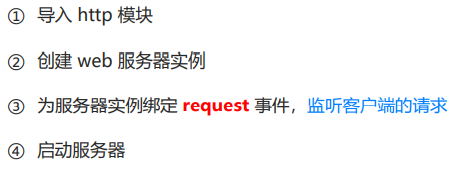 ① 导入 http 模块
② 创建 web 服务器实例
③ 为服务器实例绑定 request 事件，监听客户端的请求
④ 启动服务器